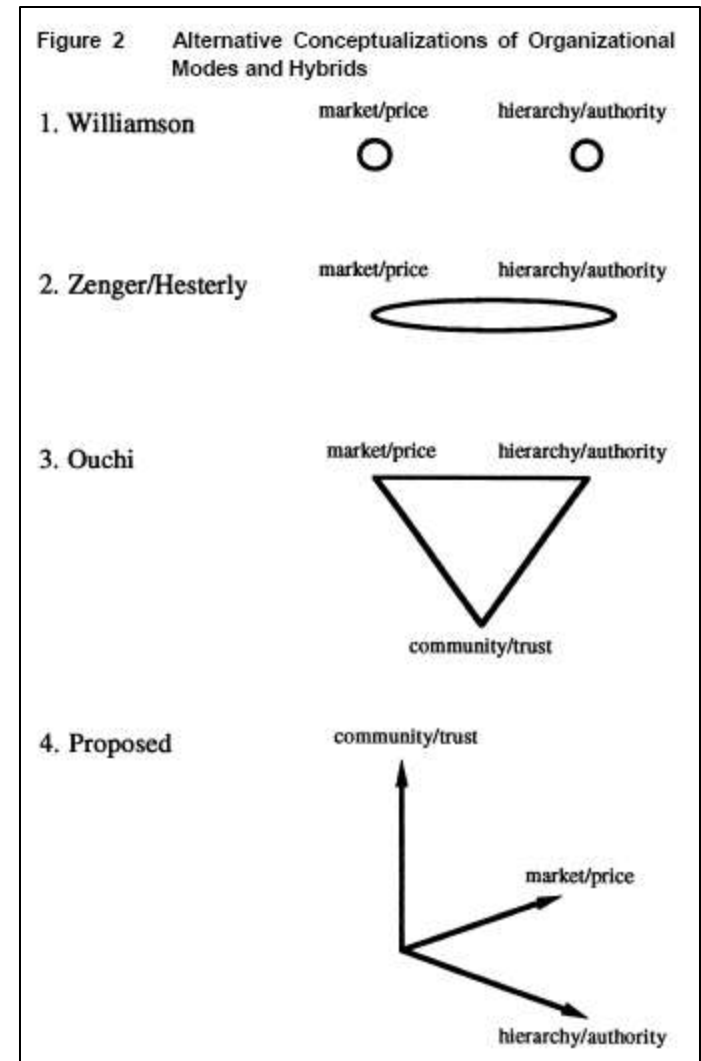 Figure 2 Alternative Conceptualizations of Organizational
Modes and Hybrids
1. Williamson
market/price
hierarchy/authority
2. Zenger/Hesterly
market/price
hierarchy/authority
3. Ouchi
market/price
hierarchy/authority
community/trust
4. Proposed
community/trust
market/price
hierarchy/authority